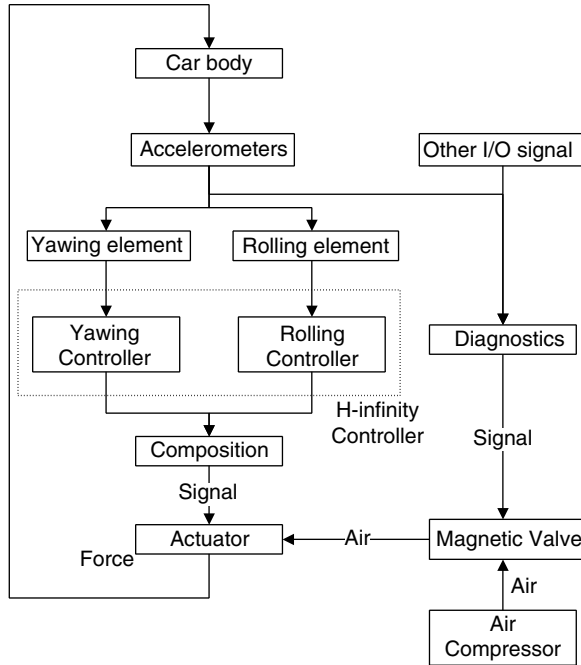 Car body
Accelerometers
Other I/O signal
Yawing element
Rolling element
Yawing
Controller
Rolling
Controller
Diagnostics
H-infinity
Controller
Composition
Signal
Signal
Actuator
Air
Magnetic Valve
Force
Air
Air
Compressor